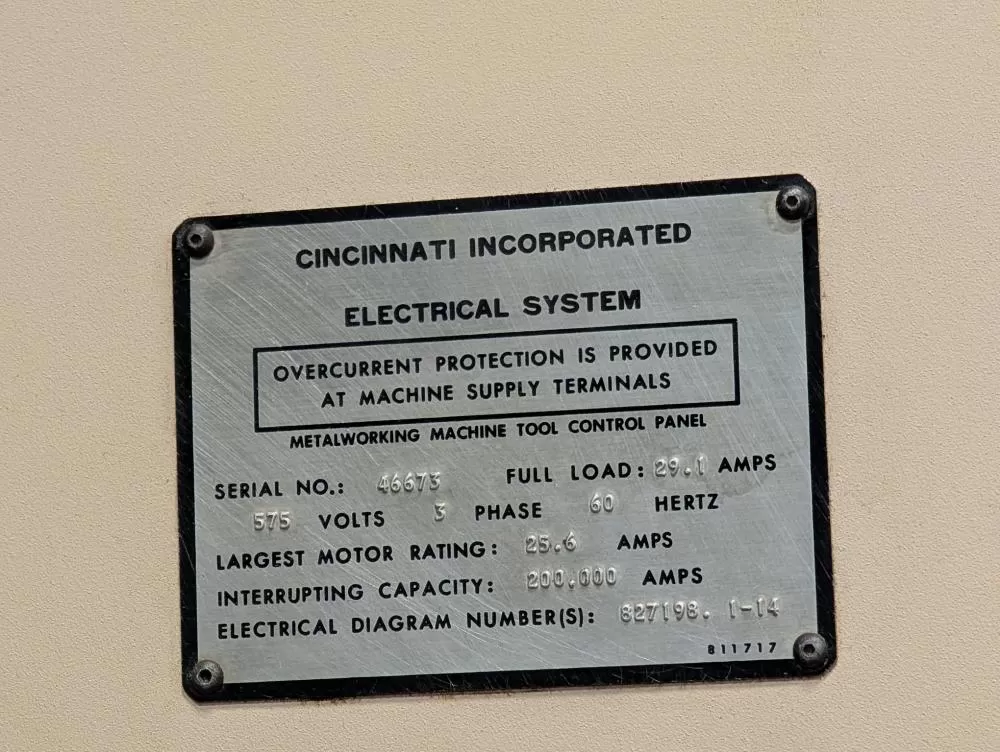 CINCINNATI INCORPORATED
ELECTRICAL SYSTEM
OVERCURRENT PROTECTION IS PROVIDED
AT MACHINE SUPPLY TERMINALS
METALWORKING MACHINE TOOL CONTROL PANEL
SERIAL NO.: 46673 FULL LOAD: 29.1 AMPS
575 VOLTS 3 PHASE 60 HERTZ
LARGEST MOTOR RATING: 25.6 AMPS
INTERRUPTING CAPACITY: 200.000 AMPS
ELECTRICAL DIAGRAM NUMBER(S): 827198. 1-14
811717